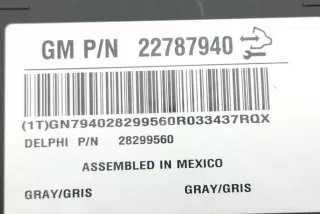 GM P/N 22787940
(1T)GN794028299560R033437RQX
DELPHI P/N 28299560
ASSEMBLED IN MEXICO
GRAY/GRIS GRAY/GRIS